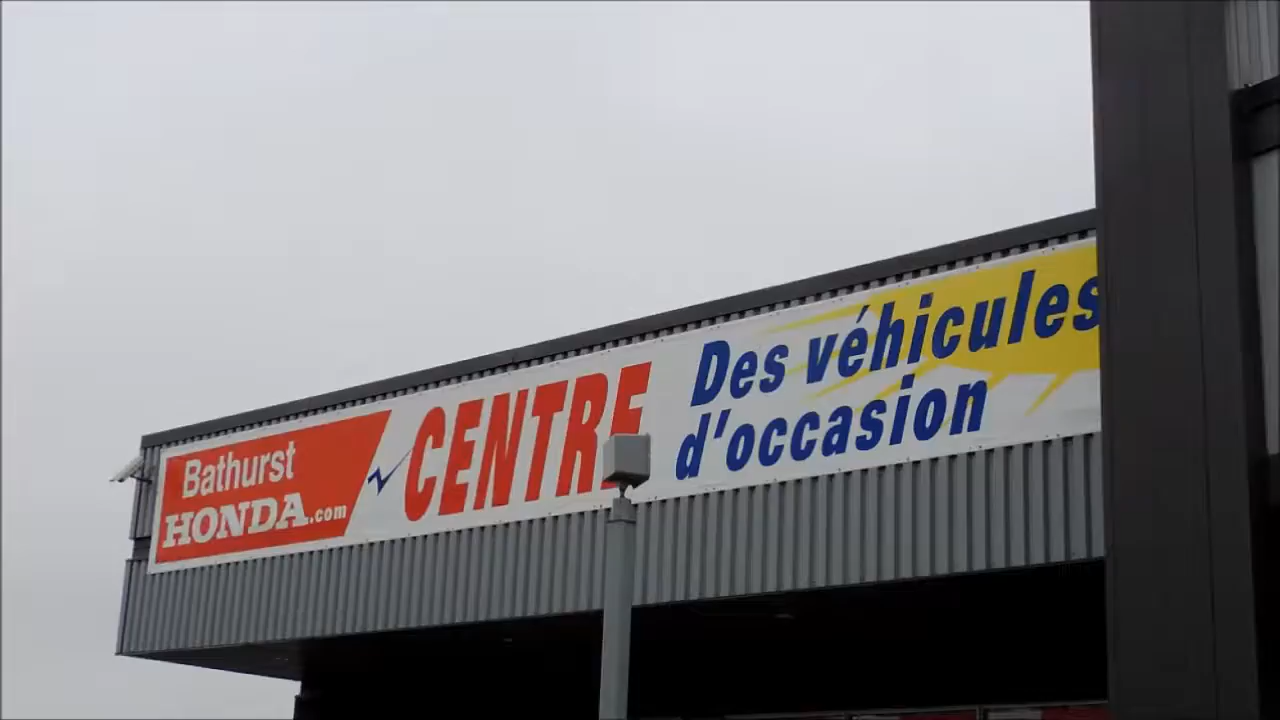 Bathurst
HONDA.com
CENTRE
Des véhicules
d'occasion